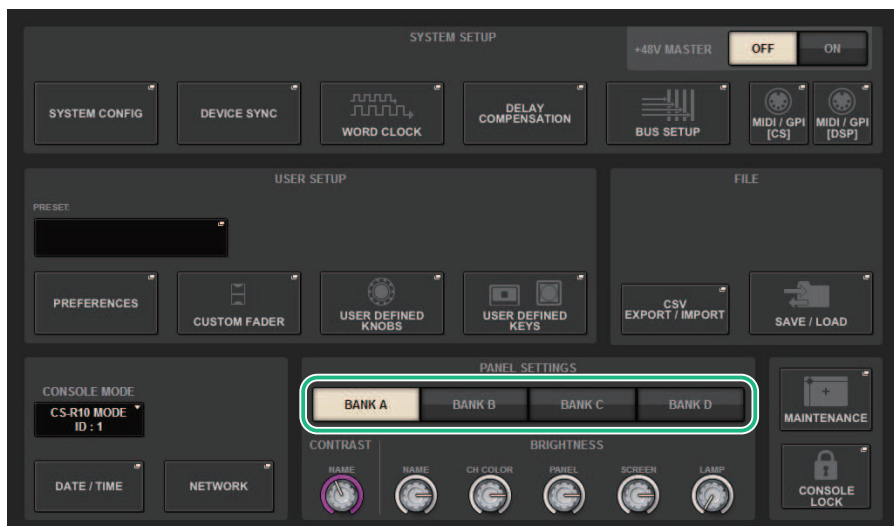 SYSTEM SETUP
+48V MASTER
OFF
ON
SYSTEM CONFIG
DEVICE SYNC
WORD CLOCK
DELAY
COMPENSATION
BUS SETUP
MIDI / GPI
[CS]
MIDI / GPI
[DSP]
USER SETUP
PRESET
PREFERENCES
CUSTOM FADER
USER DEFINED
KNOBS
USER DEFINED
KEYS
FILE
CSV
EXPORT / IMPORT
SAVE / LOAD
CONSOLE MODE
CS-R10 MODE
ID : 1
DATE / TIME
NETWORK
PANEL SETTINGS
BANK A
BANK B
BANK C
BANK D
CONTRAST
BRIGHTNESS
NAME
NAME
CH COLOR
PANEL
SCREEN
LAMP
MAINTENANCE
CONSOLE
LOCK